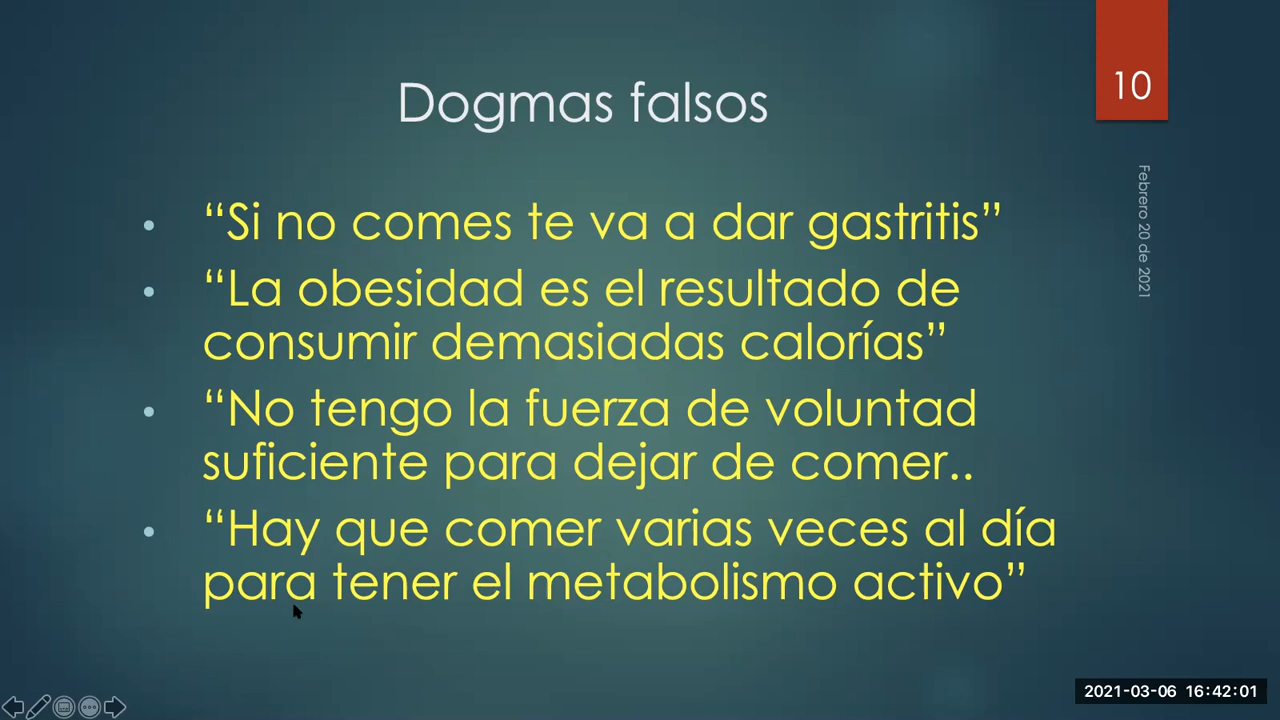 10
Dogmas falsos
Febrero 20 de 2021
• “Si no comes te va a dar gastritis”
• “La obesidad es el resultado de
consumir demasiadas calorías”
• “No tengo la fuerza de voluntad
suficiente para dejar de comer..
• “Hay que comer varias veces al día
para tener el metabolismo activo”
2021-03-06 16:42:01